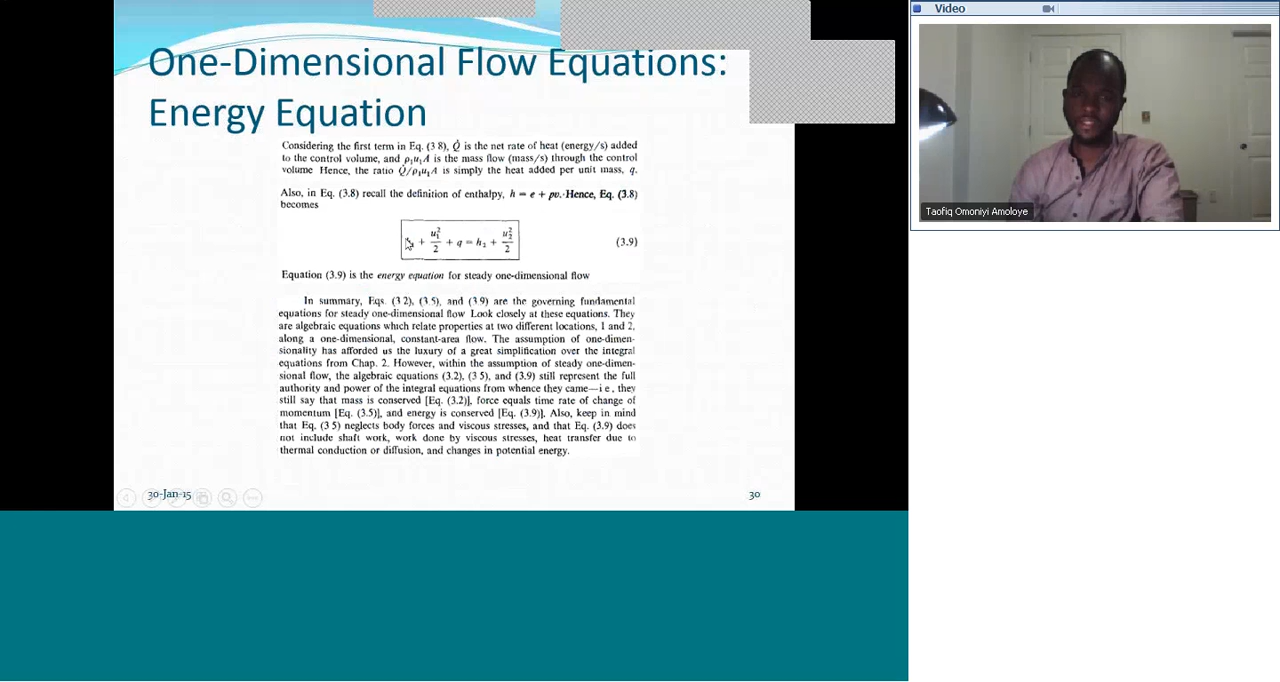 One-Dimensional Flow Equations:
Energy Equation
Considering the first term in Eq. (3 8), Q̇ is the net rate of heat (energy/s) added
to the control volume, and ρ₁u₁A is the mass flow (mass/s) through the control
volume Hence, the ratio Q̇/ρ₁u₁A is simply the heat added per unit mass, q.
Also, in Eq. (3.8) recall the definition of enthalpy, h = e + pv. Hence, Eq. (3.8)
becomes
+ u₁²/2 + q = h₂ + u₂²/2 (3.9)
Equation (3.9) is the energy equation for steady one-dimensional flow
In summary, Eqs. (3 2), (3 5), and (3 9) are the governing fundamental
equations for steady one-dimensional flow Look closely at these equations. They
are algebraic equations which relate properties at two different locations, 1 and 2,
along a one-dimensional, constant-area flow. The assumption of one-dimen-
sionality has afforded us the luxury of a great simplification over the integral
equations from Chap. 2. However, within the assumption of steady one-dimen-
sional flow, the algebraic equations (3.2), (3 5), and (3.9) still represent the full
authority and power of the integral equations from whence they came—i e, they
still say that mass is conserved [Eq. (3.2)], force equals time rate of change of
momentum [Eq. (3.5)], and energy is conserved [Eq. (3.9)]. Also, keep in mind
that Eq. (3 5) neglects body forces and viscous stresses, and that Eq. (3.9) does
not include shaft work, work done by viscous stresses, heat transfer due to
thermal conduction or diffusion, and changes in potential energy.
30-Jan-15
30
Video
Taofiq Omoniyi Amoloye